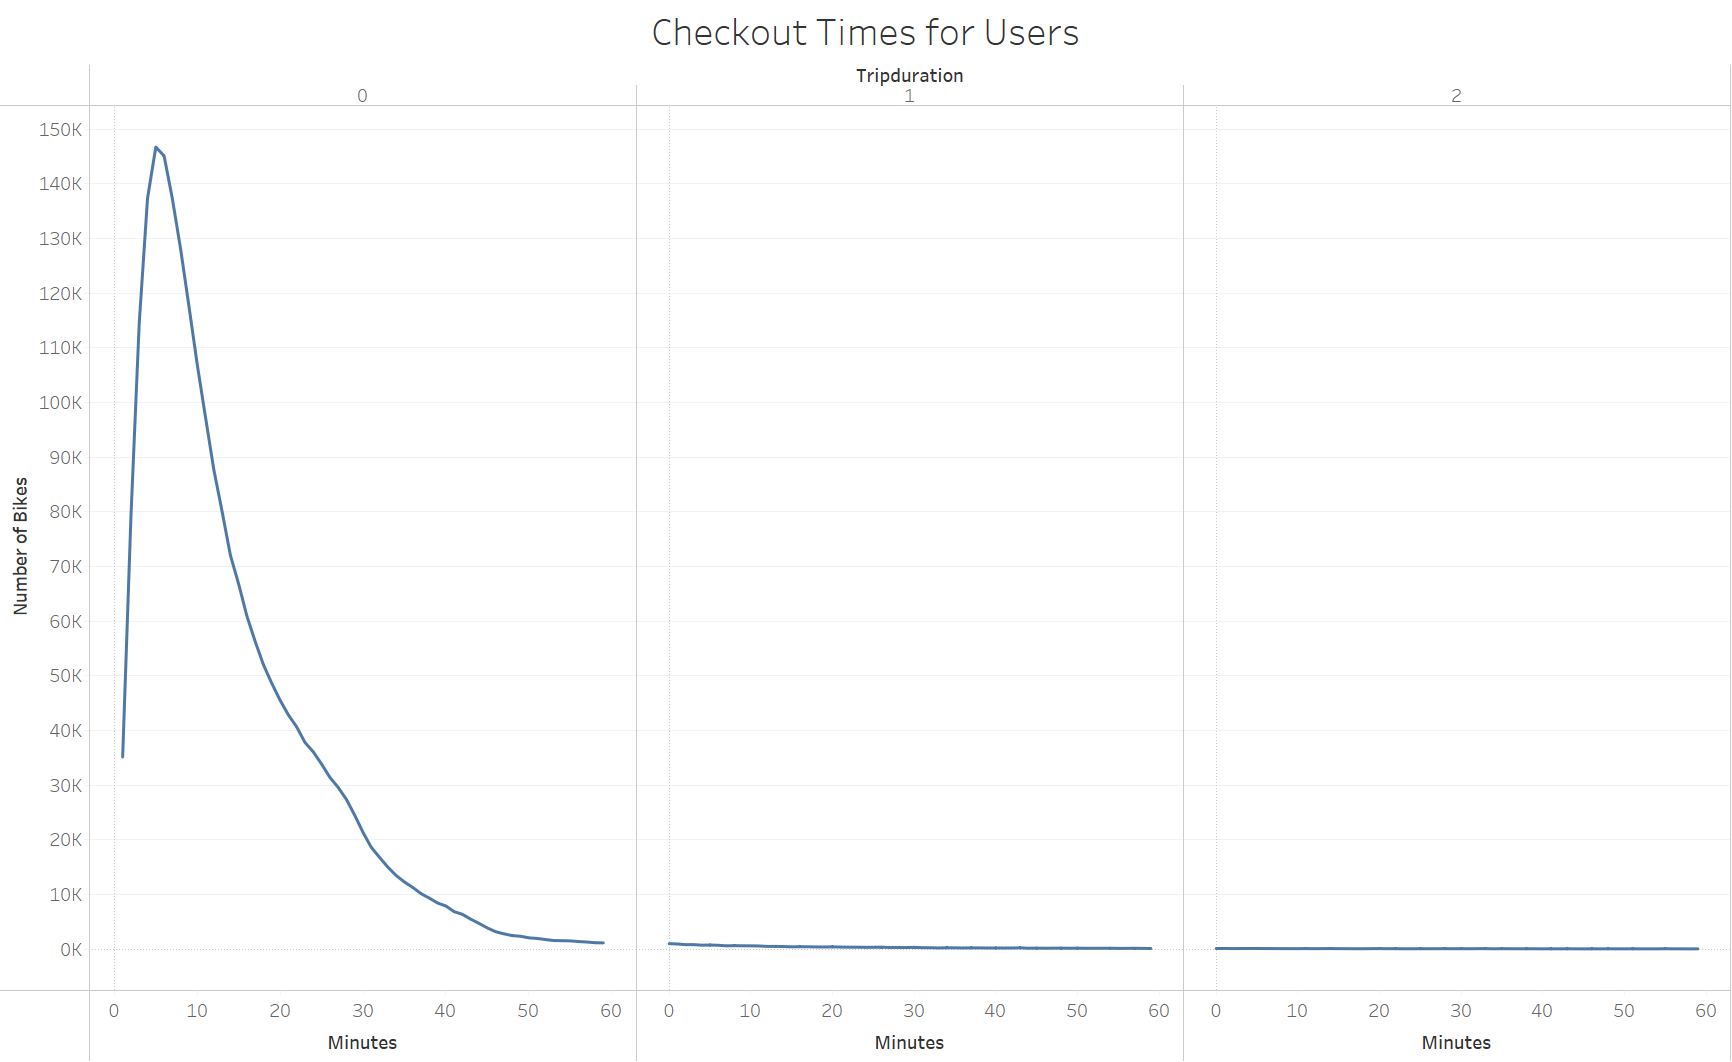 Checkout Times for Users
Tripduration
0 1 2
150K
140K
130K
120K
110K
100K
90K
80K
70K
60K
50K
40K
30K
20K
10K
0K
Number of Bikes
0 10 20 30 40 50 60 0 10 20 30 40 50 60 0 10 20 30 40 50 60
Minutes Minutes Minutes